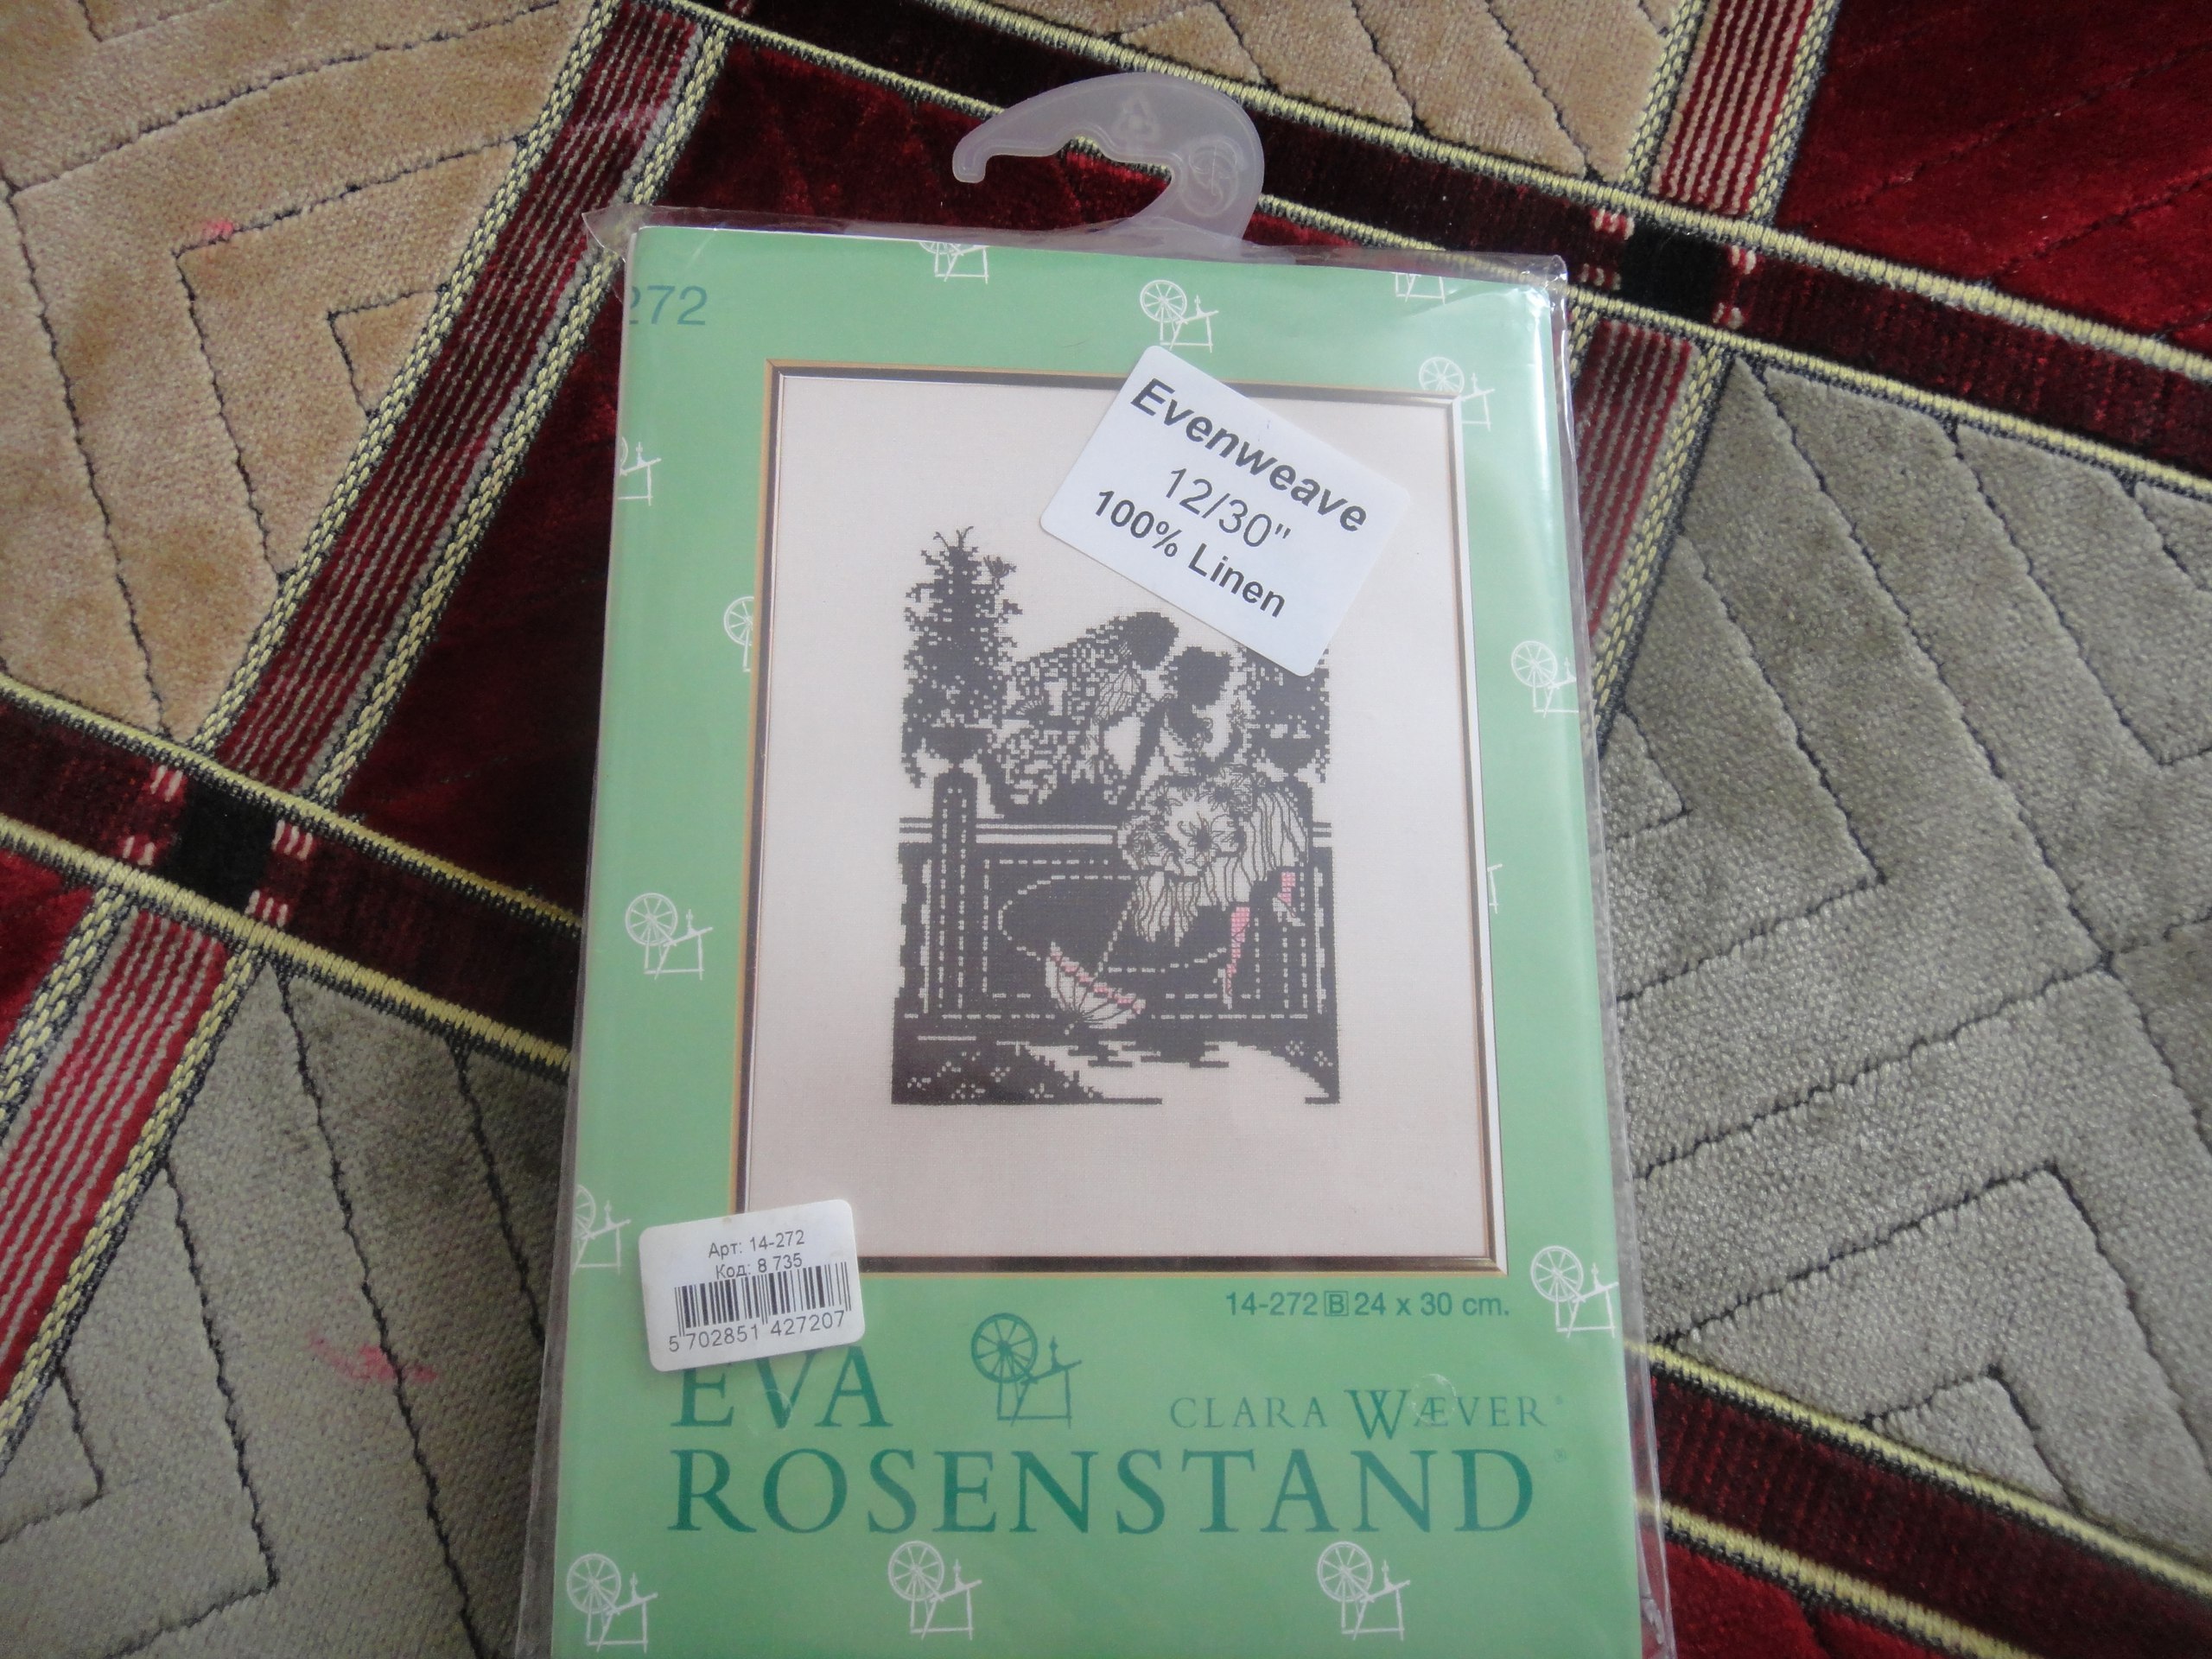 272
Evenweave
12/30"
100% Linen
Арт: 14-272
Код: 8 735
5 702851 427207
14-272 B 24 x 30 cm.
EVA
CLARA WÆVER
ROSENSTAND